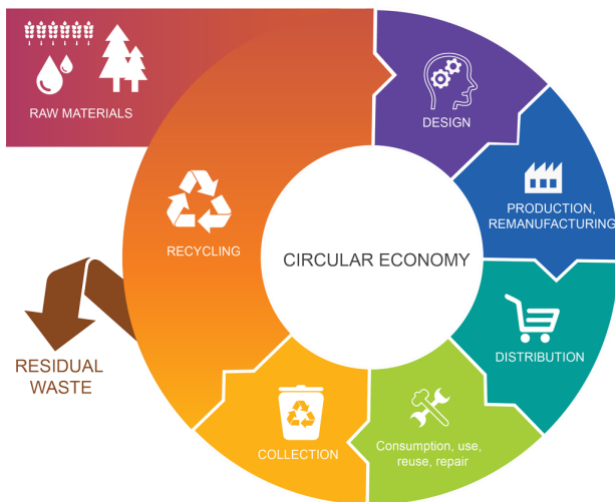 RAW MATERIALS
DESIGN
PRODUCTION,
REMANUFACTURING
RECYCLING
CIRCULAR ECONOMY
DISTRIBUTION
RESIDUAL
WASTE
COLLECTION
Consumption, use,
reuse, repair